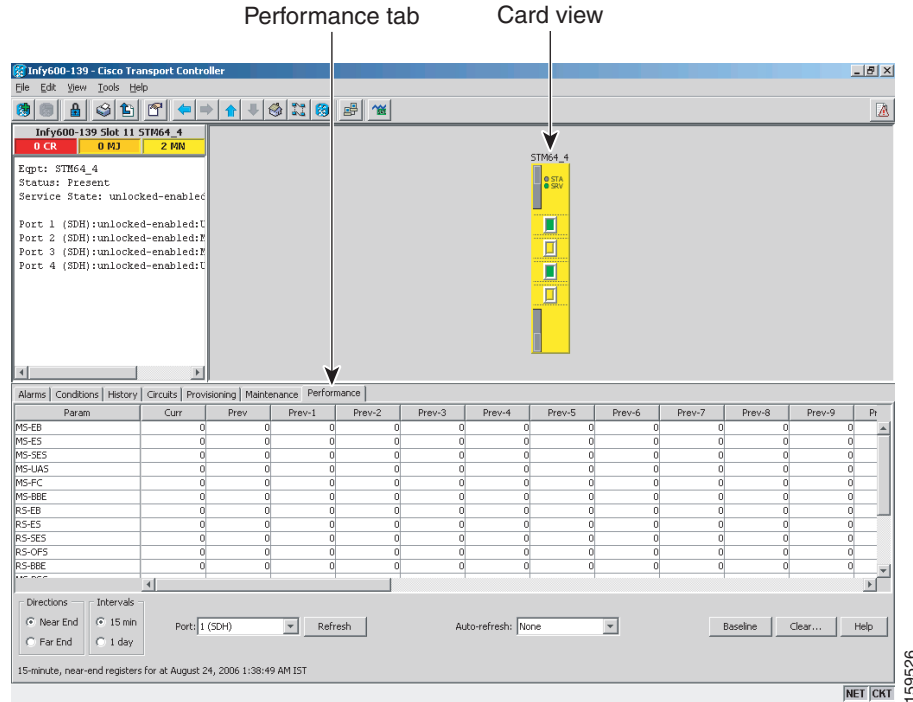 Performance tab
Card view
Infy600-139 - Cisco Transport Controller
File Edit View Tools Help
Infy600-139 Slot 11 STM64_4
0 CR 0 MJ 2 MN
Eqpt: STM64_4
Status: Present
Service State: unlocked-enabled
Port 1 (SDH):unlocked-enabled:U
Port 2 (SDH):unlocked-enabled:M
Port 3 (SDH):unlocked-enabled:M
Port 4 (SDH):unlocked-enabled:U
STM64_4
STA
SRV
Alarms Conditions History Circuits Provisioning Maintenance Performance
Param Curr Prev Prev-1 Prev-2 Prev-3 Prev-4 Prev-5 Prev-6 Prev-7 Prev-8 Prev-9 Pr
MS-EB 0 0 0 0 0 0 0 0 0 0 0
MS-ES 0 0 0 0 0 0 0 0 0 0 0
MS-SES 0 0 0 0 0 0 0 0 0 0 0
MS-UAS 0 0 0 0 0 0 0 0 0 0 0
MS-FC 0 0 0 0 0 0 0 0 0 0 0
MS-BBE 0 0 0 0 0 0 0 0 0 0 0
RS-EB 0 0 0 0 0 0 0 0 0 0 0
RS-ES 0 0 0 0 0 0 0 0 0 0 0
RS-SES 0 0 0 0 0 0 0 0 0 0 0
RS-OFS 0 0 0 0 0 0 0 0 0 0 0
RS-BBE 0 0 0 0 0 0 0 0 0 0 0
Directions Intervals
Near End 15 min Port: 1 (SDH) Refresh Auto-refresh: None Baseline Clear... Help
Far End 1 day
15-minute, near-end registers for at August 24, 2006 1:38:49 AM IST
NET CKT
159526